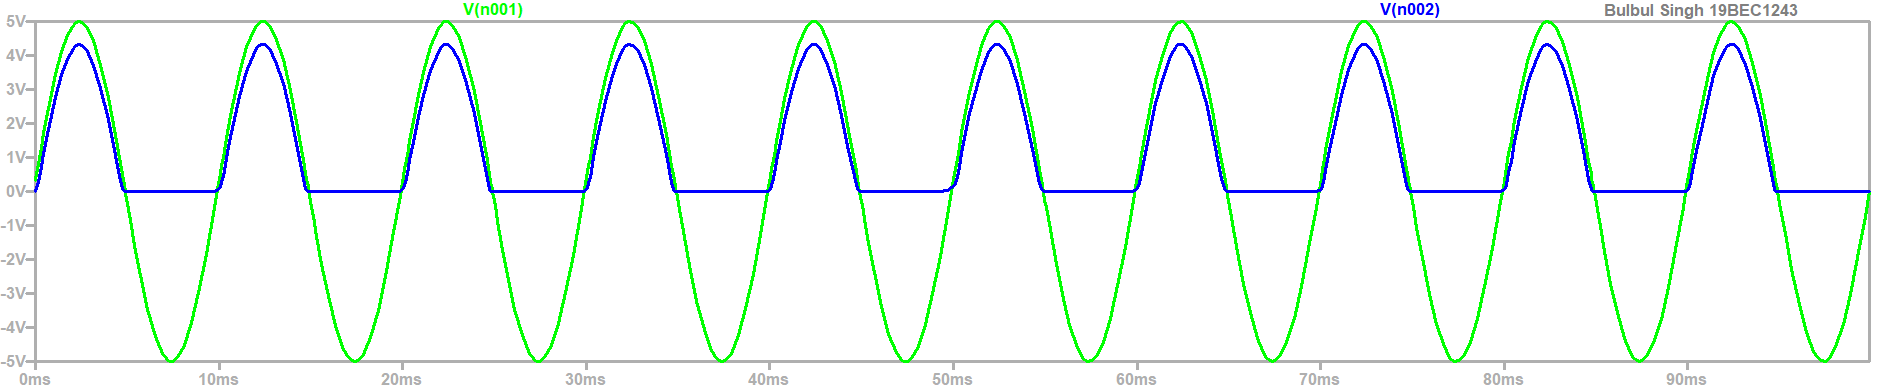 V(n001) V(n002) Bulbul Singh 19BEC1243
5V
4V
3V
2V
1V
0V
-1V
-2V
-3V
-4V
-5V
0ms 10ms 20ms 30ms 40ms 50ms 60ms 70ms 80ms 90ms